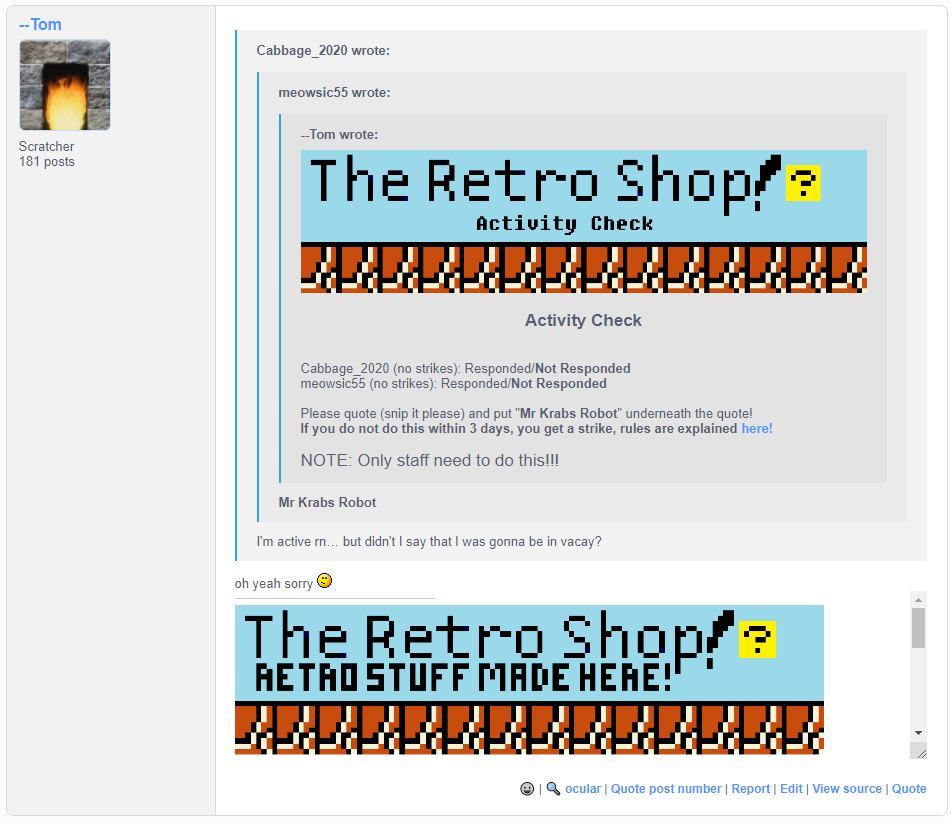 --Tom
Scratcher
181 posts
Cabbage_2020 wrote:
meowsic55 wrote:
--Tom wrote:
The Retro Shop! ?
Activity Check
Activity Check
Cabbage_2020 (no strikes): Responded/Not Responded
meowsic55 (no strikes): Responded/Not Responded
Please quote (snip it please) and put "Mr Krabs Robot" underneath the quote!
If you do not do this within 3 days, you get a strike, rules are explained here!
NOTE: Only staff need to do this!!!
Mr Krabs Robot
I'm active rn… but didn't I say that I was gonna be in vacay?
oh yeah sorry
The Retro Shop! ?
RETRO STUFF MADE HERE!
| ocular | Quote post number | Report | Edit | View source | Quote